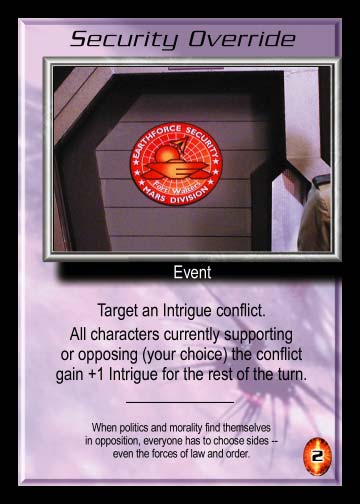 Security Override
EARTHFORCE SECURITY
Fort Walters
MARS DIVISION
Event
Target an Intrigue conflict.
All characters currently supporting
or opposing (your choice) the conflict
gain +1 Intrigue for the rest of the turn.
When politics and morality find themselves
in opposition, everyone has to choose sides --
even the forces of law and order.
2